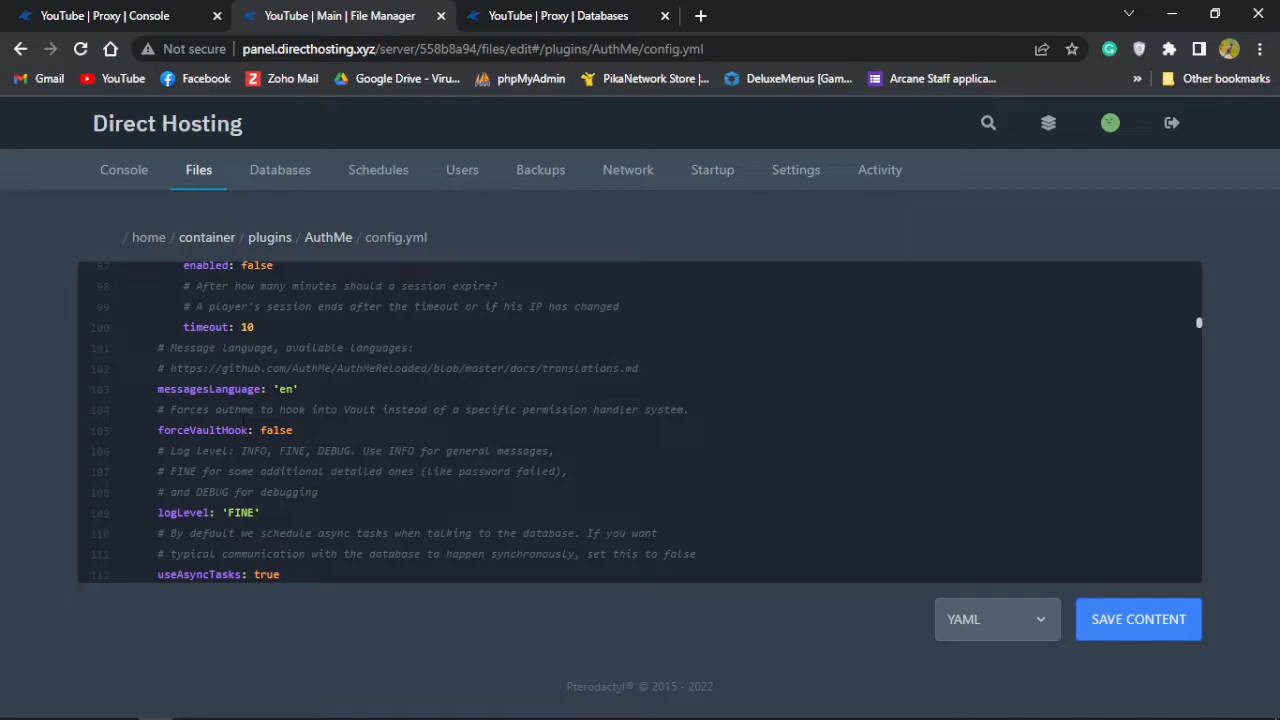 YouTube | Proxy | Console
YouTube | Main | File Manager
YouTube | Proxy | Databases
Not secure
panel.directhosting.xyz/server/558b8a94/files/edit#/plugins/AuthMe/config.yml
Gmail
YouTube
Facebook
Zoho Mail
Google Drive - Viru...
phpMyAdmin
PikaNetwork Store |...
DeluxeMenus [Gam...
Arcane Staff applica...
»
Other bookmarks
Direct Hosting
Console
Files
Databases
Schedules
Users
Backups
Network
Startup
Settings
Activity
/ home / container / plugins / AuthMe / config.yml
97 enabled: false
98 # After how many minutes should a session expire?
99 # A player's session ends after the timeout or if his IP has changed
100 timeout: 10
101 # Message language, available languages:
102 # https://github.com/AuthMe/AuthMeReloaded/blob/master/docs/translations.md
103 messagesLanguage: 'en'
104 # Forces authme to hook into Vault instead of a specific permission handler system.
105 forceVaultHook: false
106 # Log level: INFO, FINE, DEBUG. Use INFO for general messages,
107 # FINE for some additional detailed ones (like password failed),
108 # and DEBUG for debugging
109 logLevel: 'FINE'
110 # By default we schedule async tasks when talking to the database. If you want
111 # typical communication with the database to happen synchronously, set this to false
112 useAsyncTasks: true
YAML
SAVE CONTENT
Pterodactyl® © 2015 - 2022